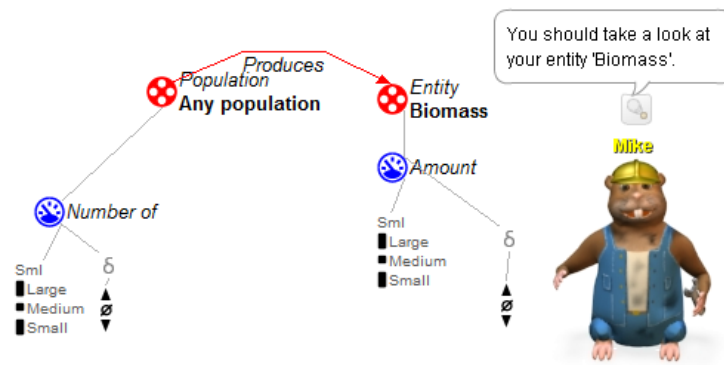 You should take a look at
your entity 'Biomass'.
Mike
Produces
Population
Any population
Entity
Biomass
Amount
Number of
Sml
Large
Medium
Small
δ
ø
Sml
Large
Medium
Small
δ
ø